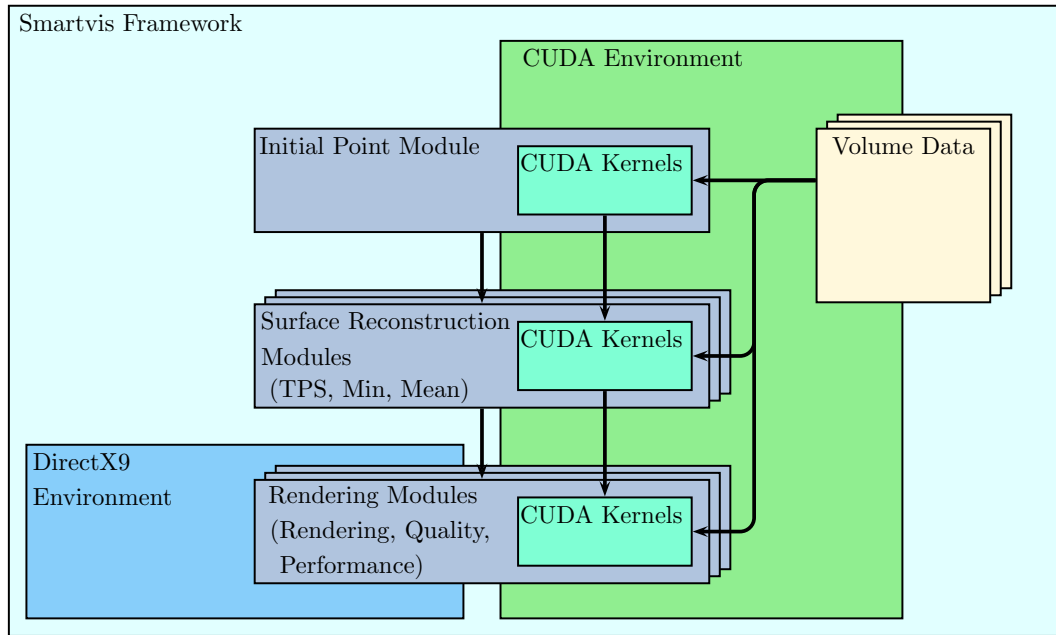 Smartvis Framework
CUDA Environment
Initial Point Module
CUDA Kernels
Volume Data
Surface Reconstruction
Modules
(TPS, Min, Mean)
CUDA Kernels
DirectX9
Environment
Rendering Modules
(Rendering, Quality,
Performance)
CUDA Kernels